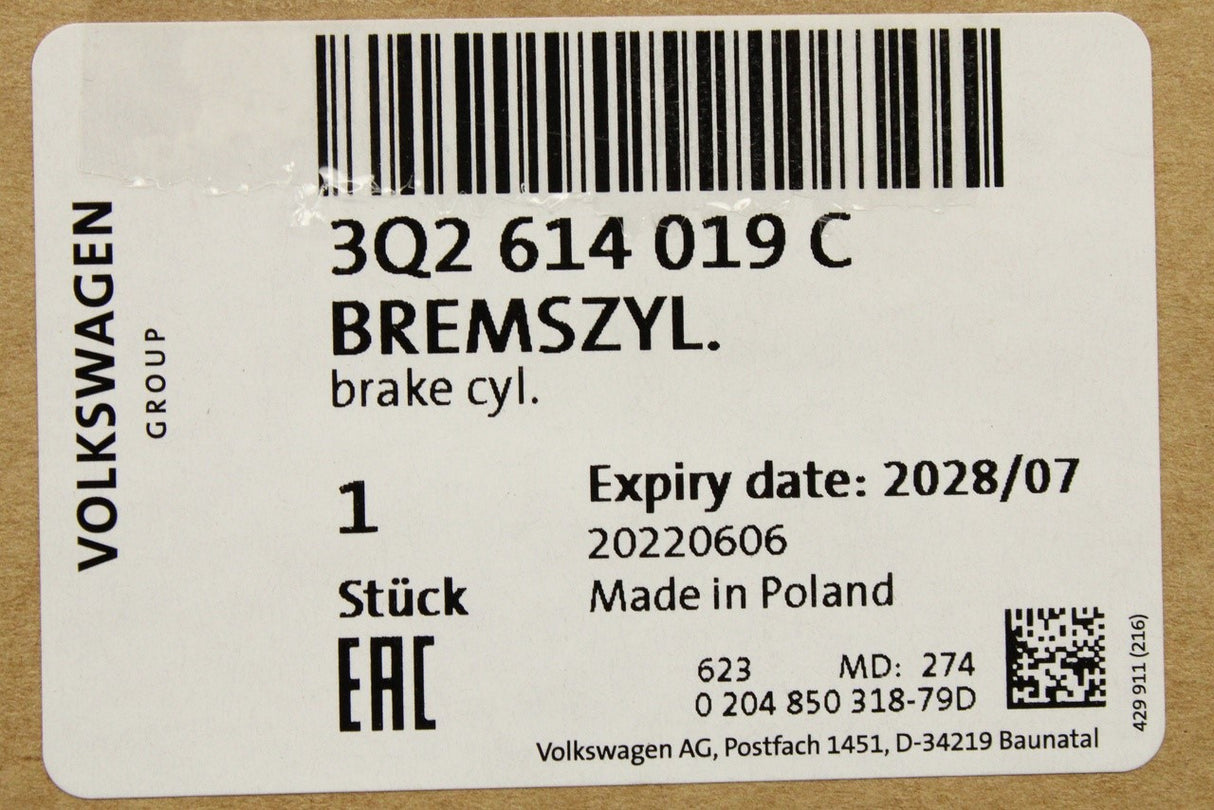 VOLKSWAGEN
GROUP
3Q2 614 019 C
BREMSZYL.
brake cyl.
1
Stück
Expiry date: 2028/07
20220606
Made in Poland
EAC
623 MD: 274
0 204 850 318-79D
429 911 (216)
Volkswagen AG, Postfach 1451, D-34219 Baunatal